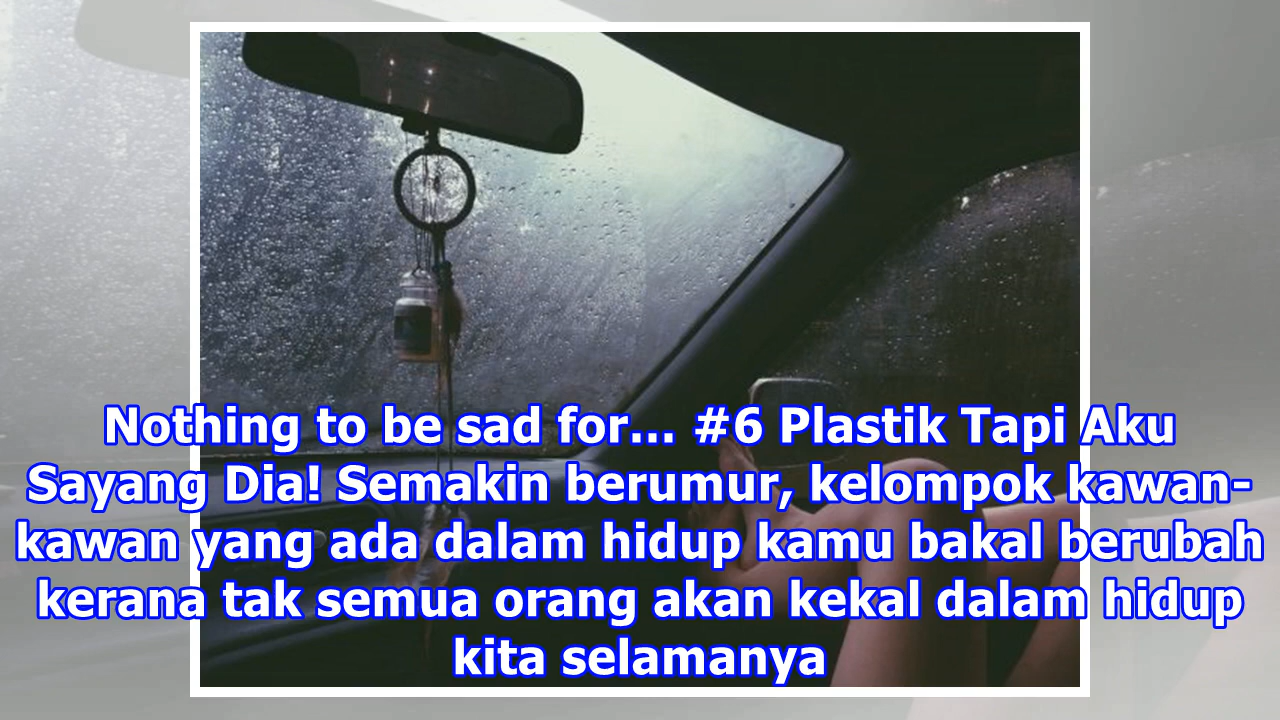 Nothing to be sad for... #6 Plastik Tapi Aku
Sayang Dia! Semakin berumur, kelompok kawan-
kawan yang ada dalam hidup kamu bakal berubah
kerana tak semua orang akan kekal dalam hidup
kita selamanya